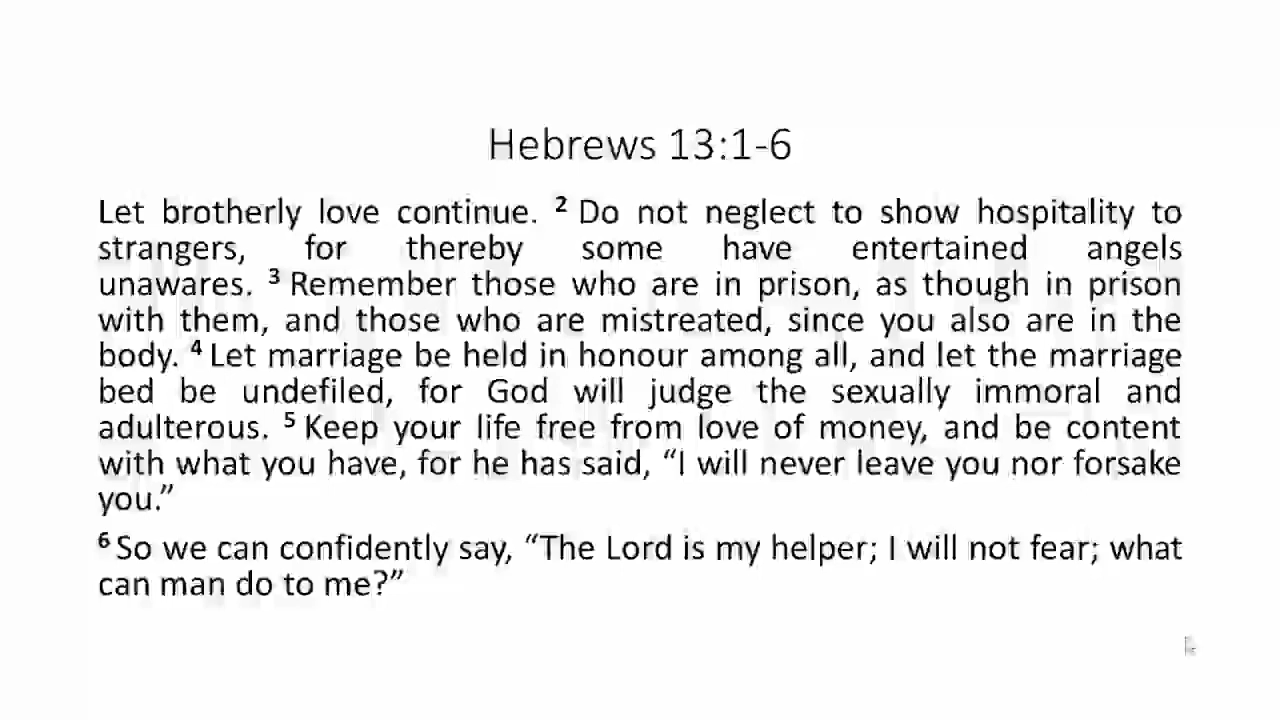 Hebrews 13:1-6
Let brotherly love continue. ² Do not neglect to show hospitality to
strangers, for thereby some have entertained angels
unawares. ³ Remember those who are in prison, as though in prison
with them, and those who are mistreated, since you also are in the
body. ⁴ Let marriage be held in honour among all, and let the marriage
bed be undefiled, for God will judge the sexually immoral and
adulterous. ⁵ Keep your life free from love of money, and be content
with what you have, for he has said, “I will never leave you nor forsake
you.”
⁶ So we can confidently say, “The Lord is my helper; I will not fear; what
can man do to me?”